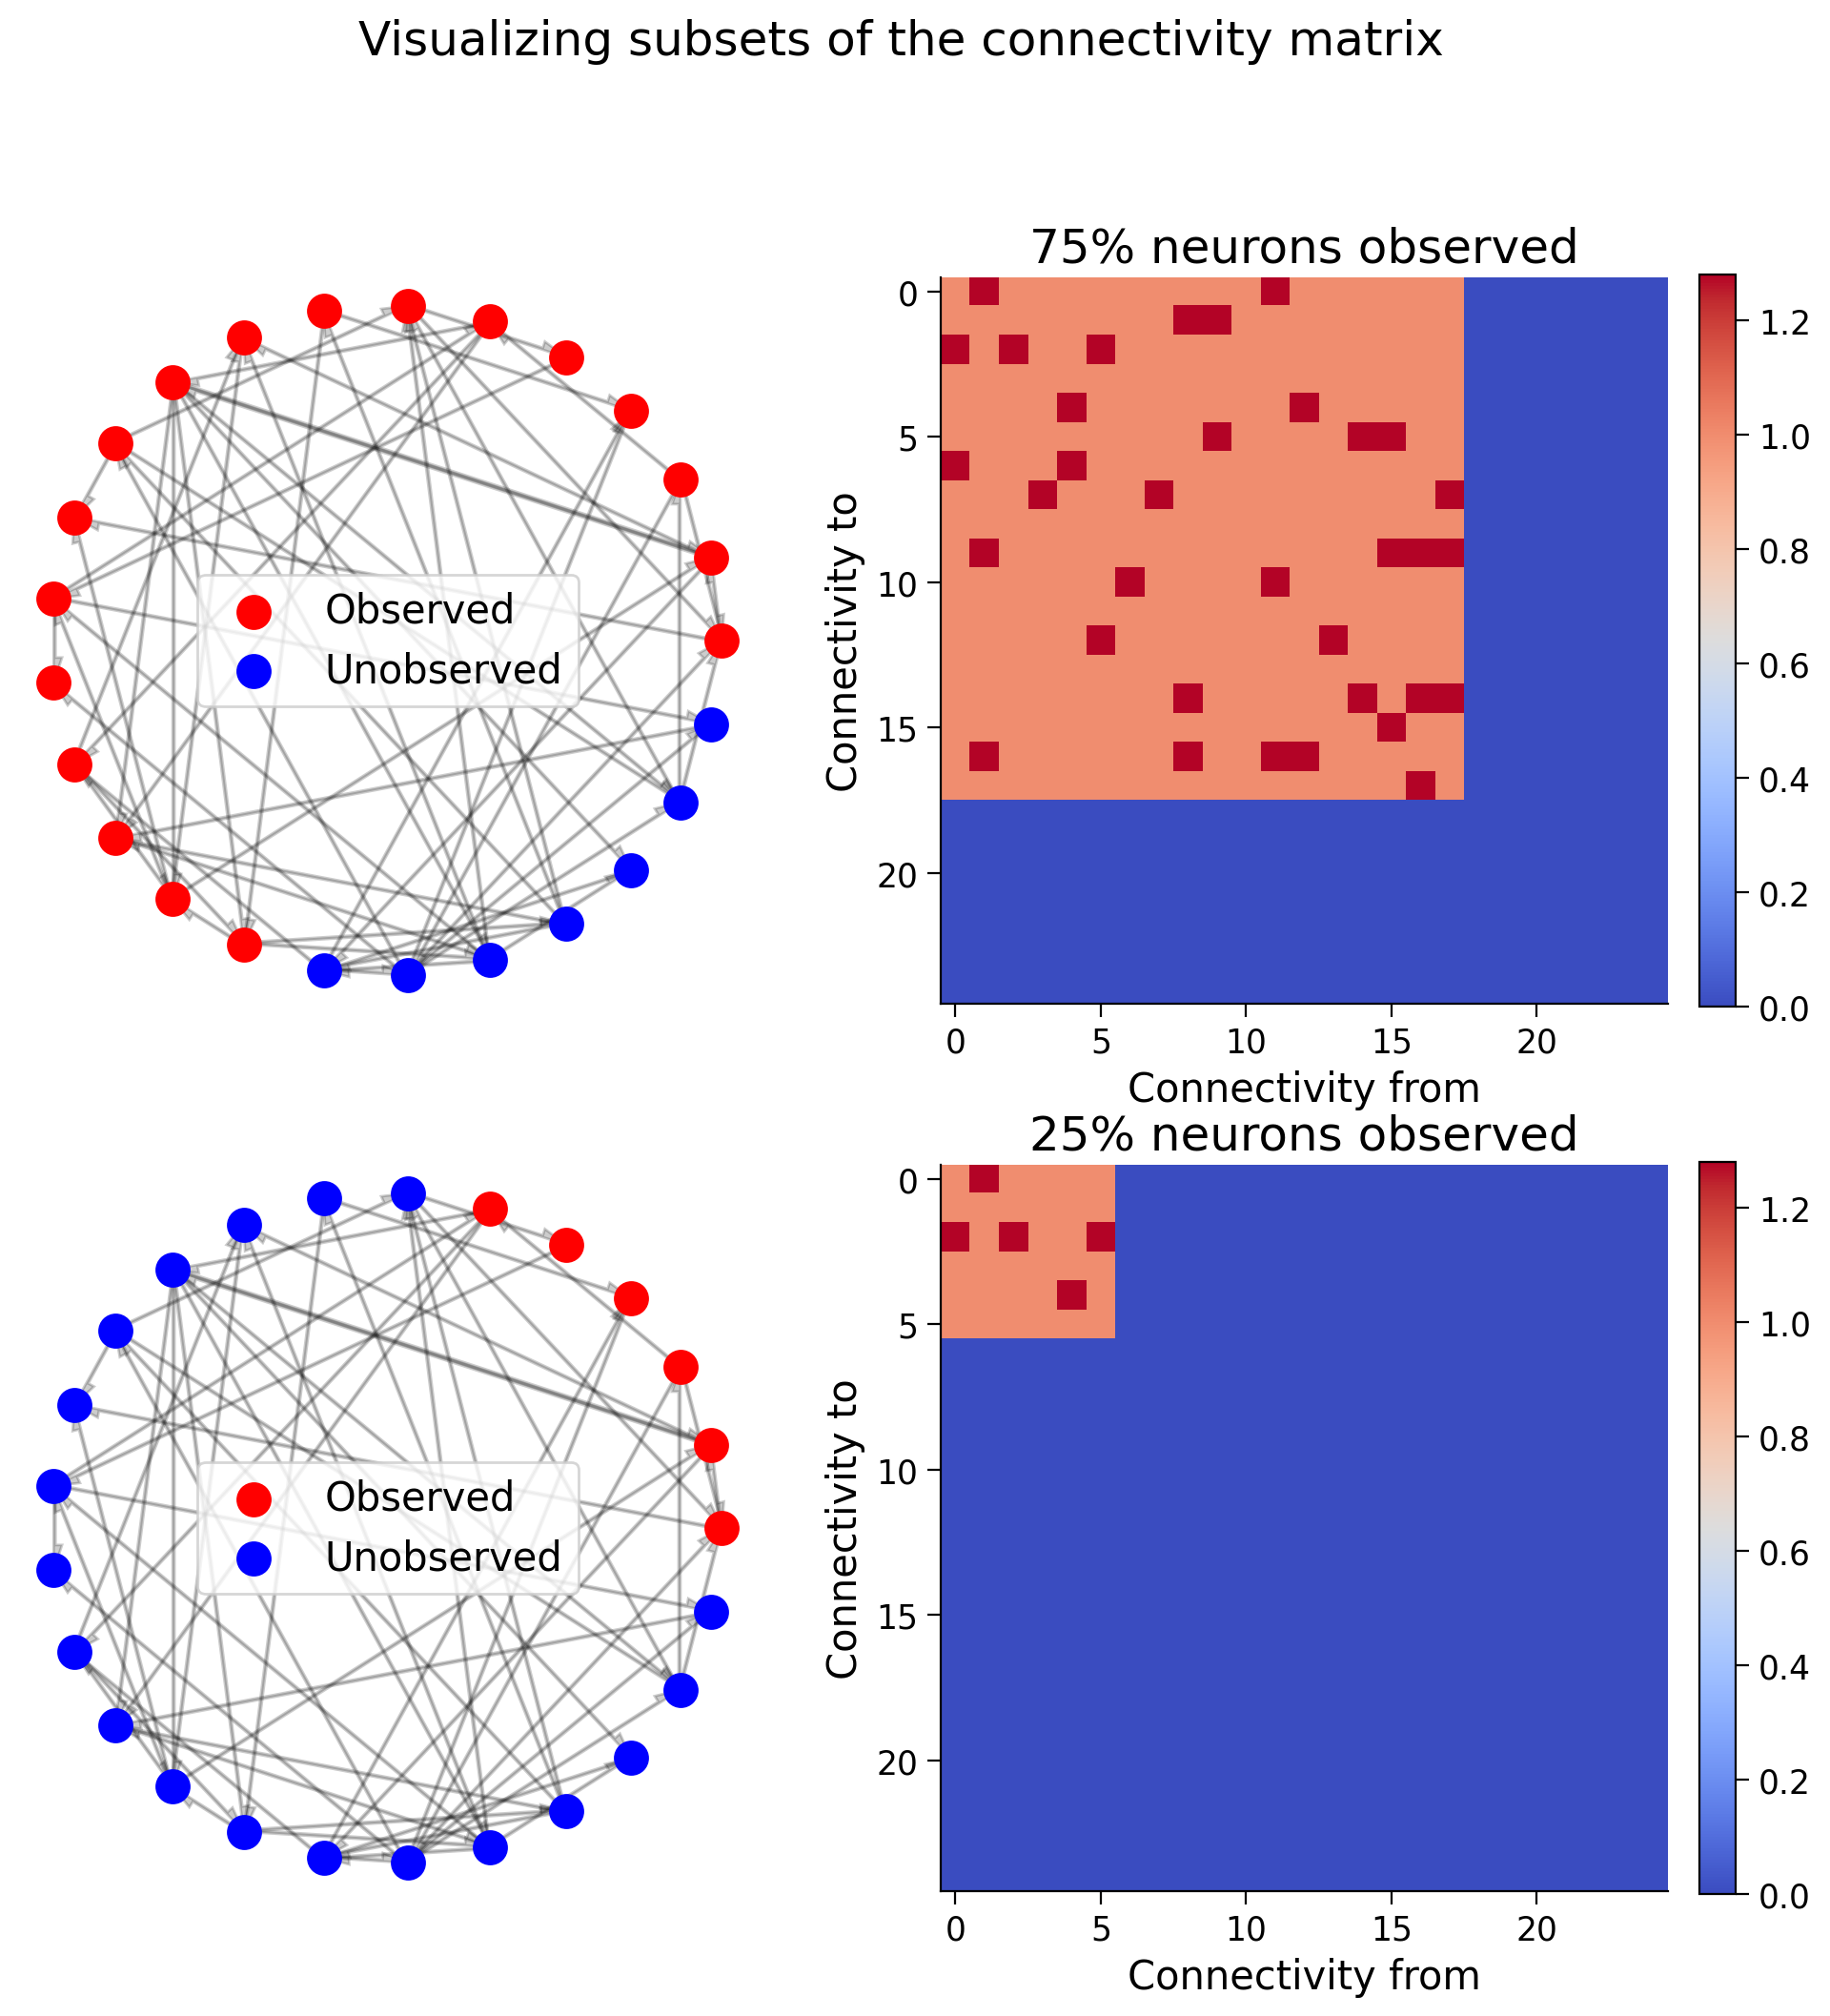 Visualizing subsets of the connectivity matrix
Observed
Unobserved
75% neurons observed
Connectivity to
0
5
10
15
20
0 5 10 15 20
Connectivity from
1.2
1.0
0.8
0.6
0.4
0.2
0.0
Observed
Unobserved
25% neurons observed
Connectivity to
0
5
10
15
20
0 5 10 15 20
Connectivity from
1.2
1.0
0.8
0.6
0.4
0.2
0.0